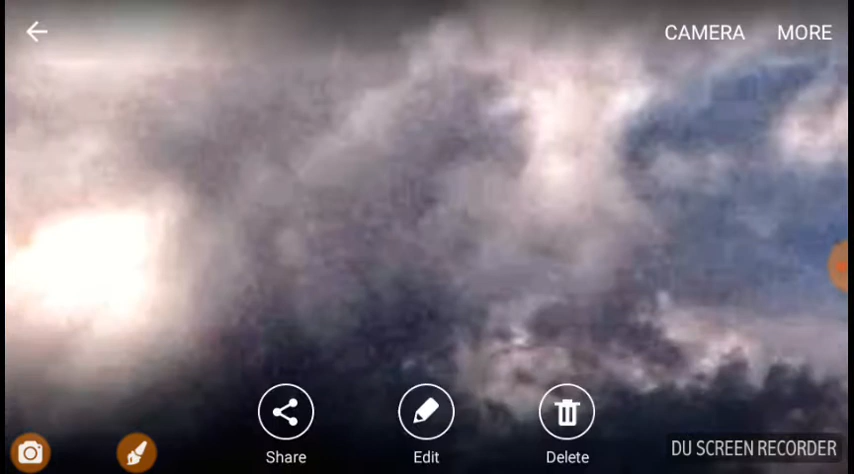 CAMERA MORE
Share Edit Delete
DU SCREEN RECORDER